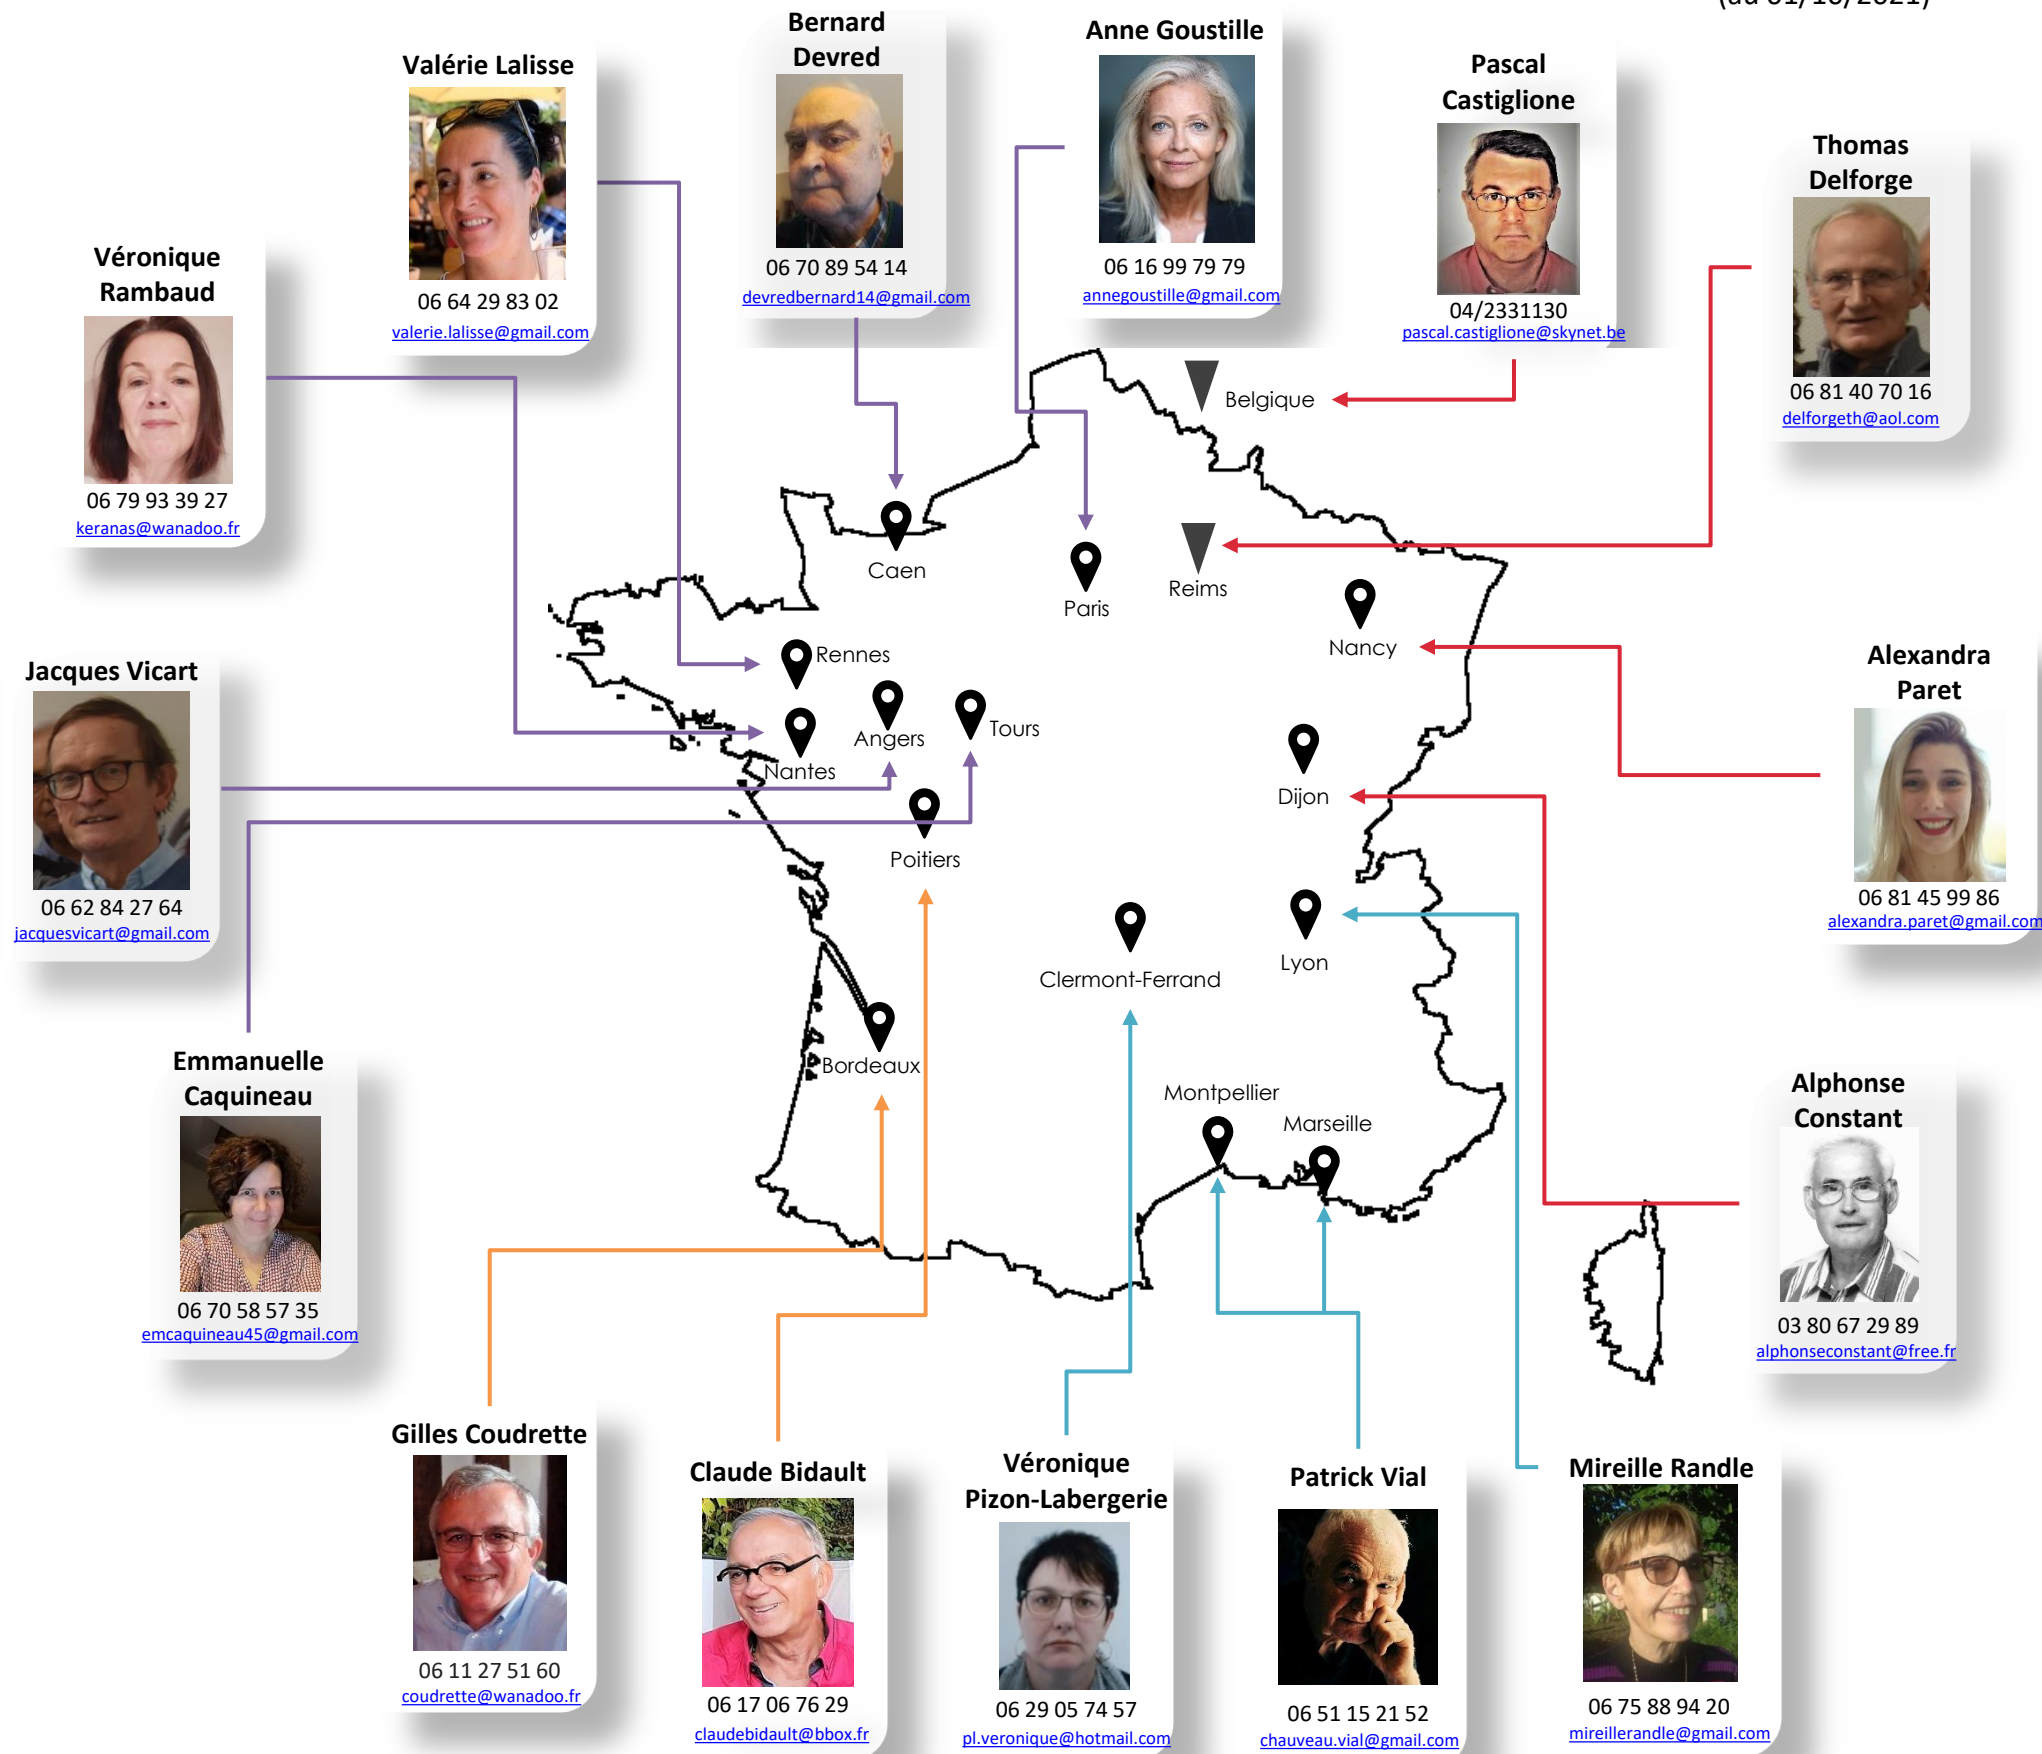 (au 01/10/2021)
Bernard
Devred
06 70 89 54 14
devredbernard14@gmail.com
Anne Goustille
06 16 99 79 79
annegoustille@gmail.com
Valérie Lalisse
06 64 29 83 02
valerie.lalisse@gmail.com
Pascal
Castiglione
04/2331130
pascal.castiglione@skynet.be
Thomas
Delforge
06 81 40 70 16
delforgeth@aol.com
Véronique
Rambaud
06 79 93 39 27
keranas@wanadoo.fr
Belgique
Caen
Paris
Reims
Nancy
Rennes
Angers
Tours
Nantes
Dijon
Poitiers
Jacques Vicart
06 62 84 27 64
jacquesvicart@gmail.com
Alexandra
Paret
06 81 45 99 86
alexandra.paret@gmail.com
Clermont-Ferrand
Lyon
Bordeaux
Montpellier
Marseille
Emmanuelle
Caquineau
06 70 58 57 35
emcaquineau45@gmail.com
Alphonse
Constant
03 80 67 29 89
alphonseconstant@free.fr
Gilles Coudrette
06 11 27 51 60
coudrette@wanadoo.fr
Claude Bidault
06 17 06 76 29
claudebidault@bbox.fr
Véronique
Pizon-Labergerie
06 29 05 74 57
pl.veronique@hotmail.com
Patrick Vial
06 51 15 21 52
chauveau.vial@gmail.com
Mireille Randle
06 75 88 94 20
mireillerandle@gmail.com